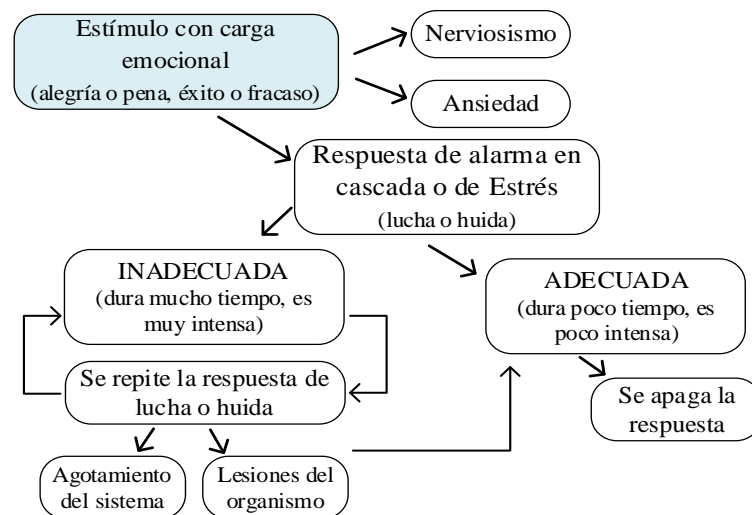 Estímulo con carga
emocional
(alegría o pena, éxito o fracaso)
Nerviosismo
Ansiedad
Respuesta de alarma en
cascada o de Estrés
(lucha o huida)
INADECUADA
(dura mucho tiempo, es
muy intensa)
ADECUADA
(dura poco tiempo, es
poco intensa)
Se repite la respuesta de
lucha o huida
Se apaga la
respuesta
Agotamiento
del sistema
Lesiones del
organismo